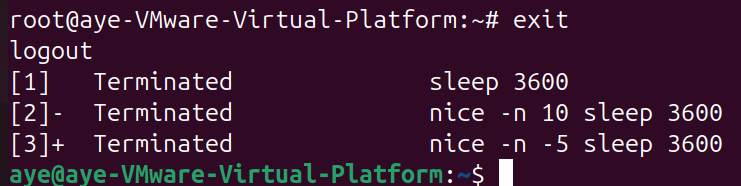 root@aye-VMware-Virtual-Platform:~# exit
logout
[1]   Terminated              sleep 3600
[2]-  Terminated              nice -n 10 sleep 3600
[3]+  Terminated              nice -n -5 sleep 3600
aye@aye-VMware-Virtual-Platform:~$